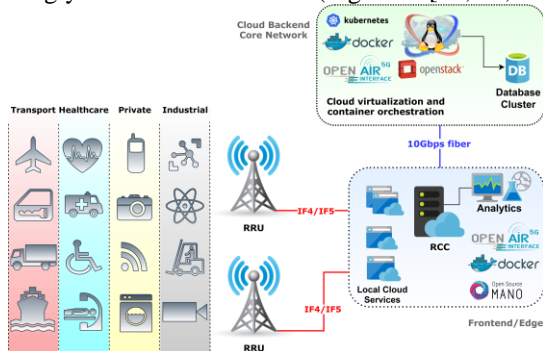 Cloud Backend
Core Network
kubernetes
docker
OPEN AIR 5G
INTERFACE
openstack
DB
Database
Cluster
Cloud virtualization and
container orchestration
Transport Healthcare Private Industrial
10Gbps fiber
IF4/IF5
RRU
Analytics
RCC
OPEN AIR 5G
INTERFACE
docker
Open Source
MANO
Local Cloud
Services
IF4/IF5
RRU
Frontend/Edge